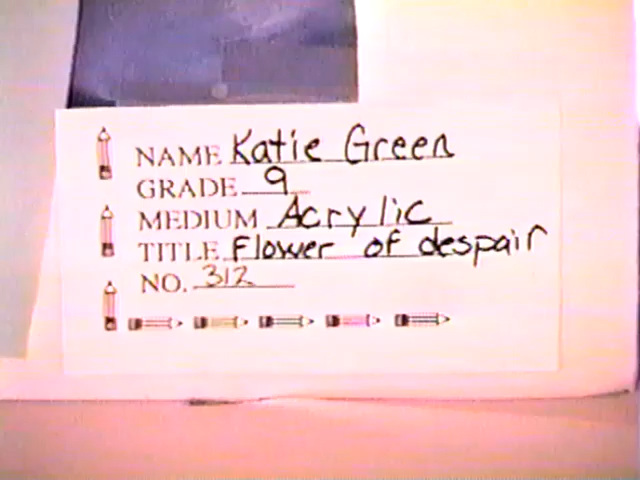 NAME Katie Green
GRADE 9
MEDIUM Acrylic
TITLE Flower of despair
NO. 312